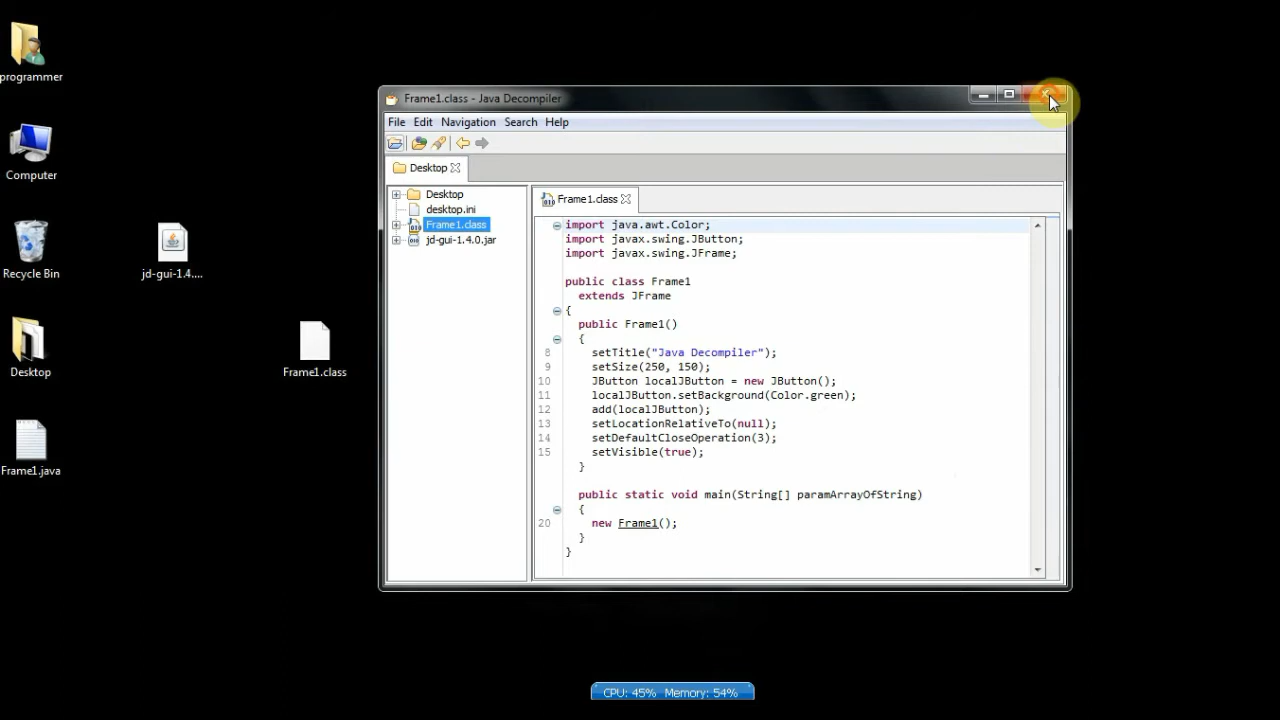 programmer
Computer
Recycle Bin
Desktop
Frame1.java
jd-gui-1.4....
Frame1.class
Frame1.class - Java Decompiler
File Edit Navigation Search Help
Desktop
Desktop
desktop.ini
Frame1.class
jd-gui-1.4.0.jar
Frame1.class
import java.awt.Color;
import javax.swing.JButton;
import javax.swing.JFrame;
public class Frame1
extends JFrame
{
public Frame1()
{
8 setTitle("Java Decompiler");
9 setSize(250, 150);
10 JButton localJButton = new JButton();
11 localJButton.setBackground(Color.green);
12 add(localJButton);
13 setLocationRelativeTo(null);
14 setDefaultCloseOperation(3);
15 setVisible(true);
}
public static void main(String[] paramArrayOfString)
{
20 new Frame1();
}
}
CPU: 45% Memory: 54%